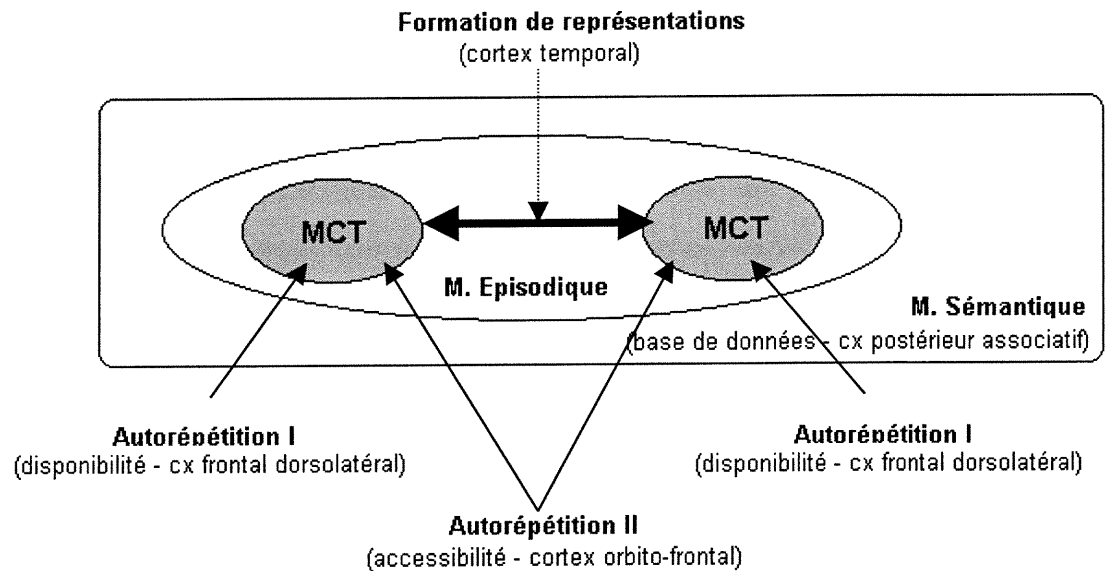 Formation de représentations
(cortex temporal)
MCT
MCT
M. Episodique
M. Sémantique
(base de données - cx postérieur associatif)
Autorépétition I
(disponibilité - cx frontal dorsolatéral)
Autorépétition I
(disponibilité - cx frontal dorsolatéral)
Autorépétition II
(accessibilité - cortex orbito-frontal)